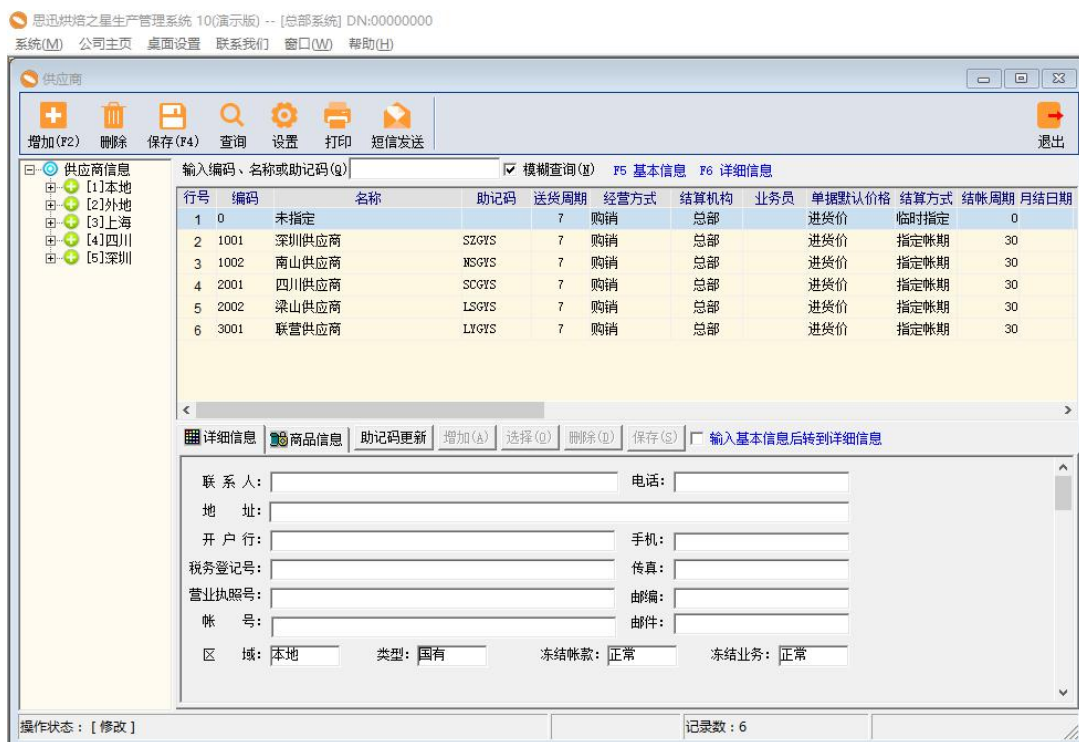 思迅烘焙之星生产管理系统 10(演示版) -- [总部系统] DN:00000000
系统(M) 公司主页 桌面设置 联系我们 窗口(W) 帮助(H)
供应商
增加(F2) 删除 保存(F4) 查询 设置 打印 短信发送 退出
供应商信息
[1]本地
[2]外地
[3]上海
[4]四川
[5]深圳
输入编码、名称或助记码(Q) 模糊查询(N) F5 基本信息 F6 详细信息
行号 编码 名称 助记码 送货周期 经营方式 结算机构 业务员 单据默认价格 结算方式 结帐周期 月结日期
1 0 未指定 7 购销 总部 进货价 临时指定 0
2 1001 深圳供应商 SZGYS 7 购销 总部 进货价 指定帐期 30
3 1002 南山供应商 NSGYS 7 购销 总部 进货价 指定帐期 30
4 2001 四川供应商 SCGYS 7 购销 总部 进货价 指定帐期 30
5 2002 梁山供应商 LSGYS 7 购销 总部 进货价 指定帐期 30
6 3001 联营供应商 LYGYS 7 购销 总部 进货价 指定帐期 30
详细信息 商品信息 助记码更新 增加(A) 选择(O) 删除(D) 保存(S) 输入基本信息后转到详细信息
联 系 人: 电话:
地 址:
开 户 行: 手机:
税务登记号: 传真:
营业执照号: 邮编:
帐 号: 邮件:
区 域: 本地 类型: 国有 冻结帐款: 正常 冻结业务: 正常
操作状态：[ 修改 ] 记录数：6